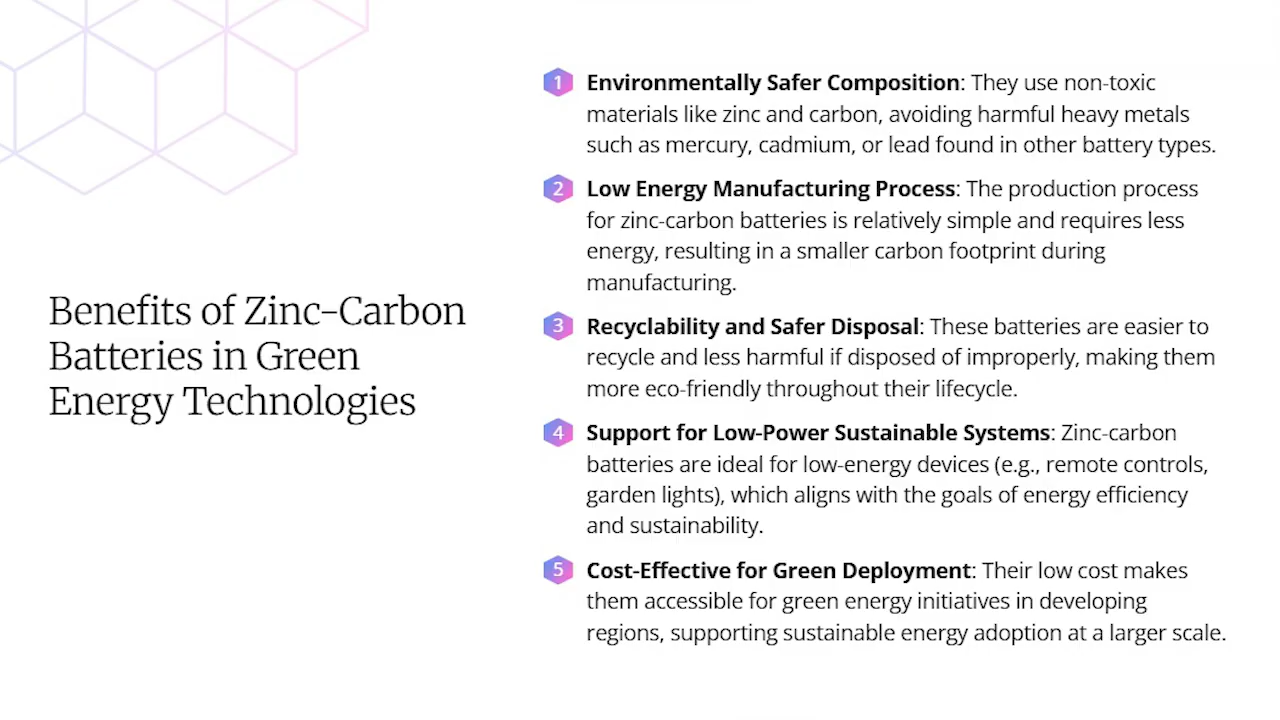 Benefits of Zinc-Carbon
Batteries in Green
Energy Technologies
1 Environmentally Safer Composition: They use non-toxic
materials like zinc and carbon, avoiding harmful heavy metals
such as mercury, cadmium, or lead found in other battery types.
2 Low Energy Manufacturing Process: The production process
for zinc-carbon batteries is relatively simple and requires less
energy, resulting in a smaller carbon footprint during
manufacturing.
3 Recyclability and Safer Disposal: These batteries are easier to
recycle and less harmful if disposed of improperly, making them
more eco-friendly throughout their lifecycle.
4 Support for Low-Power Sustainable Systems: Zinc-carbon
batteries are ideal for low-energy devices (e.g., remote controls,
garden lights), which aligns with the goals of energy efficiency
and sustainability.
5 Cost-Effective for Green Deployment: Their low cost makes
them accessible for green energy initiatives in developing
regions, supporting sustainable energy adoption at a larger scale.